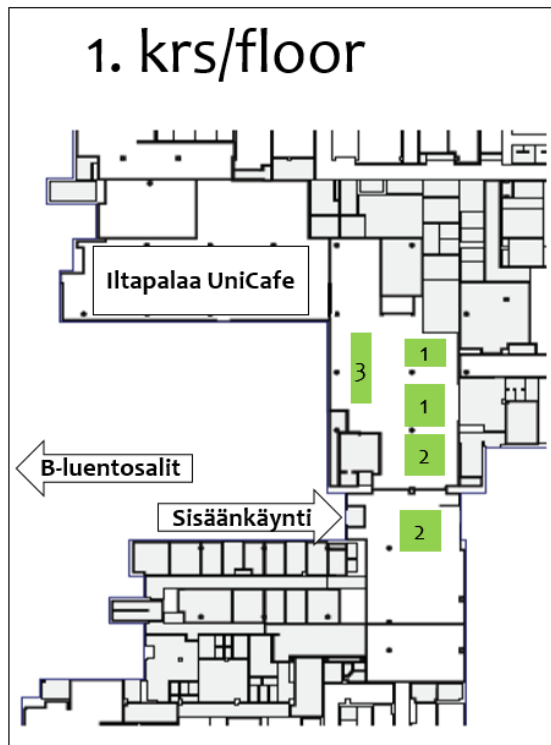 1. krs/floor
Iltapalaa UniCafe
1
3
1
2
B-luentosalit
Sisäänkäynti
2